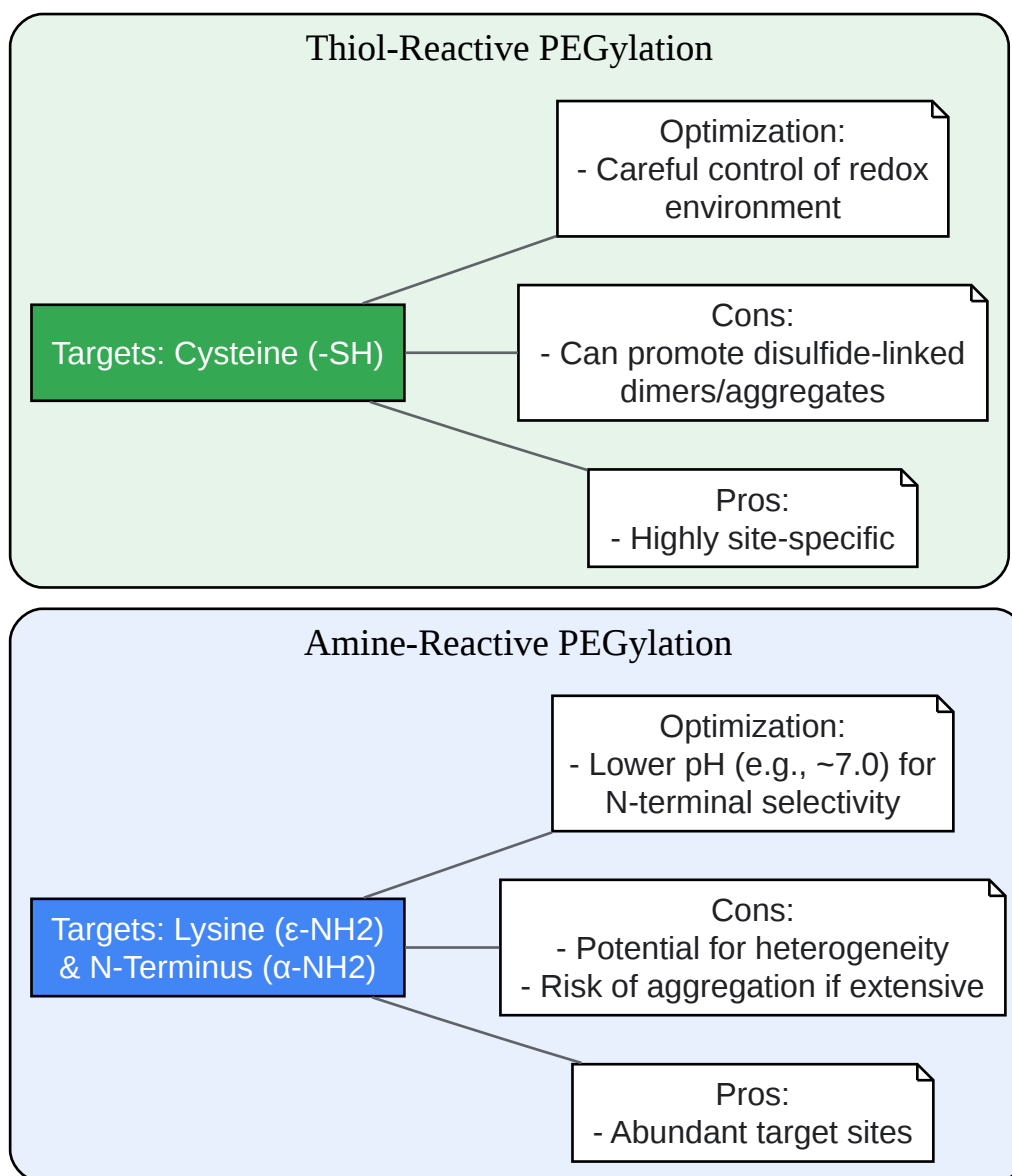 Thiol-Reactive PEGylation
Optimization:
- Careful control of redox
environment
Targets: Cysteine (-SH)
Cons:
- Can promote disulfide-linked
dimers/aggregates
Pros:
- Highly site-specific
Amine-Reactive PEGylation
Optimization:
- Lower pH (e.g., ~7.0) for
N-terminal selectivity
Targets: Lysine (ε-NH2)
& N-Terminus (α-NH2)
Cons:
- Potential for heterogeneity
- Risk of aggregation if extensive
Pros:
- Abundant target sites